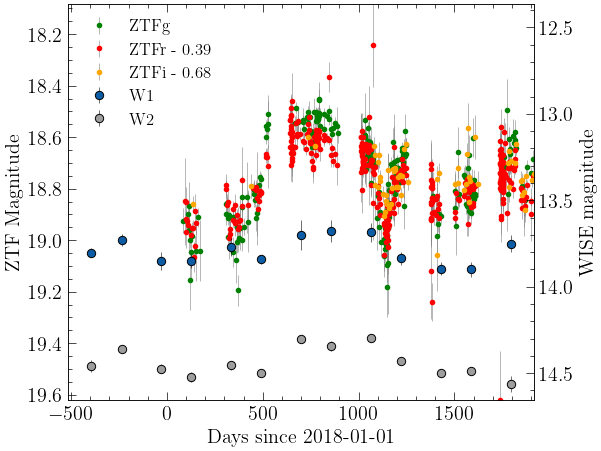 ZTFg
ZTFr - 0.39
ZTFi - 0.68
W1
W2
ZTF Magnitude
18.2
18.4
18.6
18.8
19.0
19.2
19.4
19.6
WISE magnitude
12.5
13.0
13.5
14.0
14.5
−500 0 500 1000 1500
Days since 2018-01-01